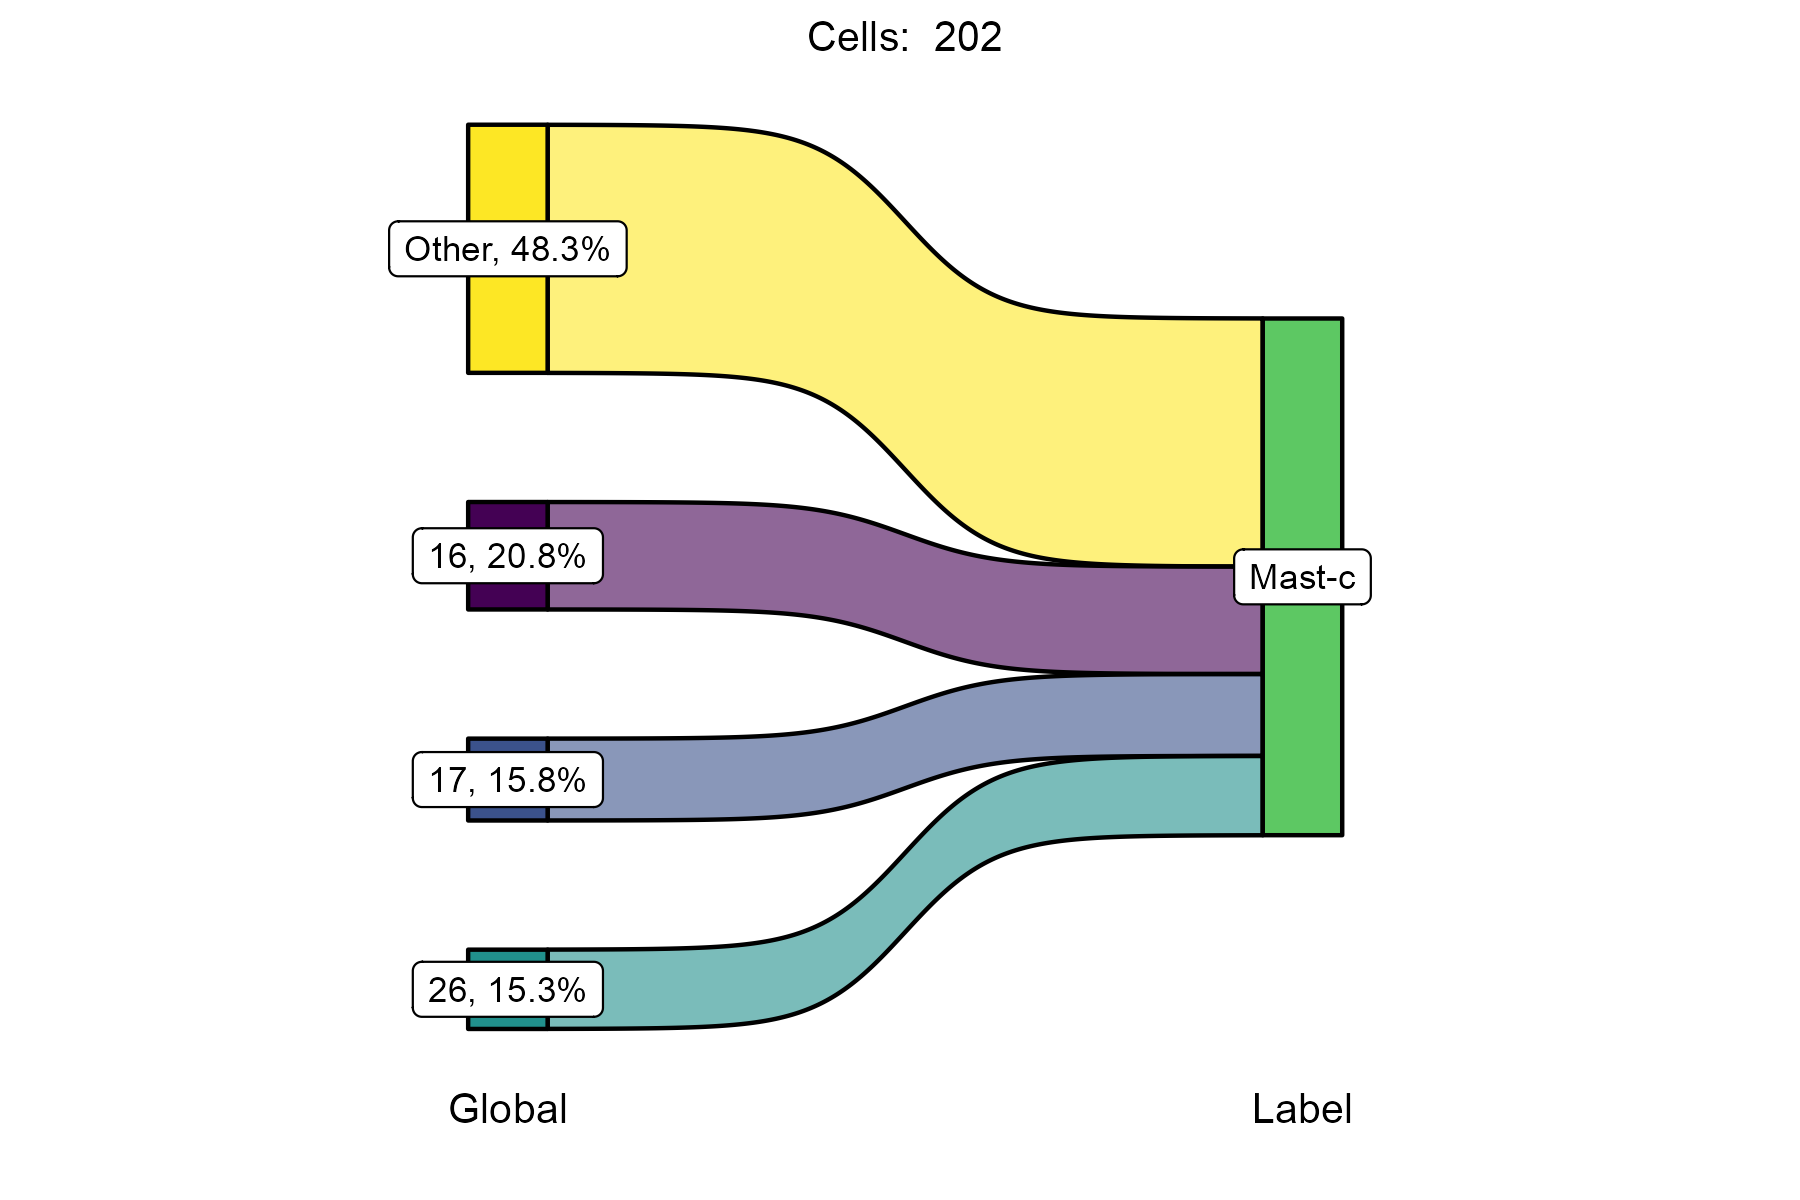 Cells:  202
Other, 48.3%
16, 20.8%
Mast-c
17, 15.8%
26, 15.3%
Global
Label